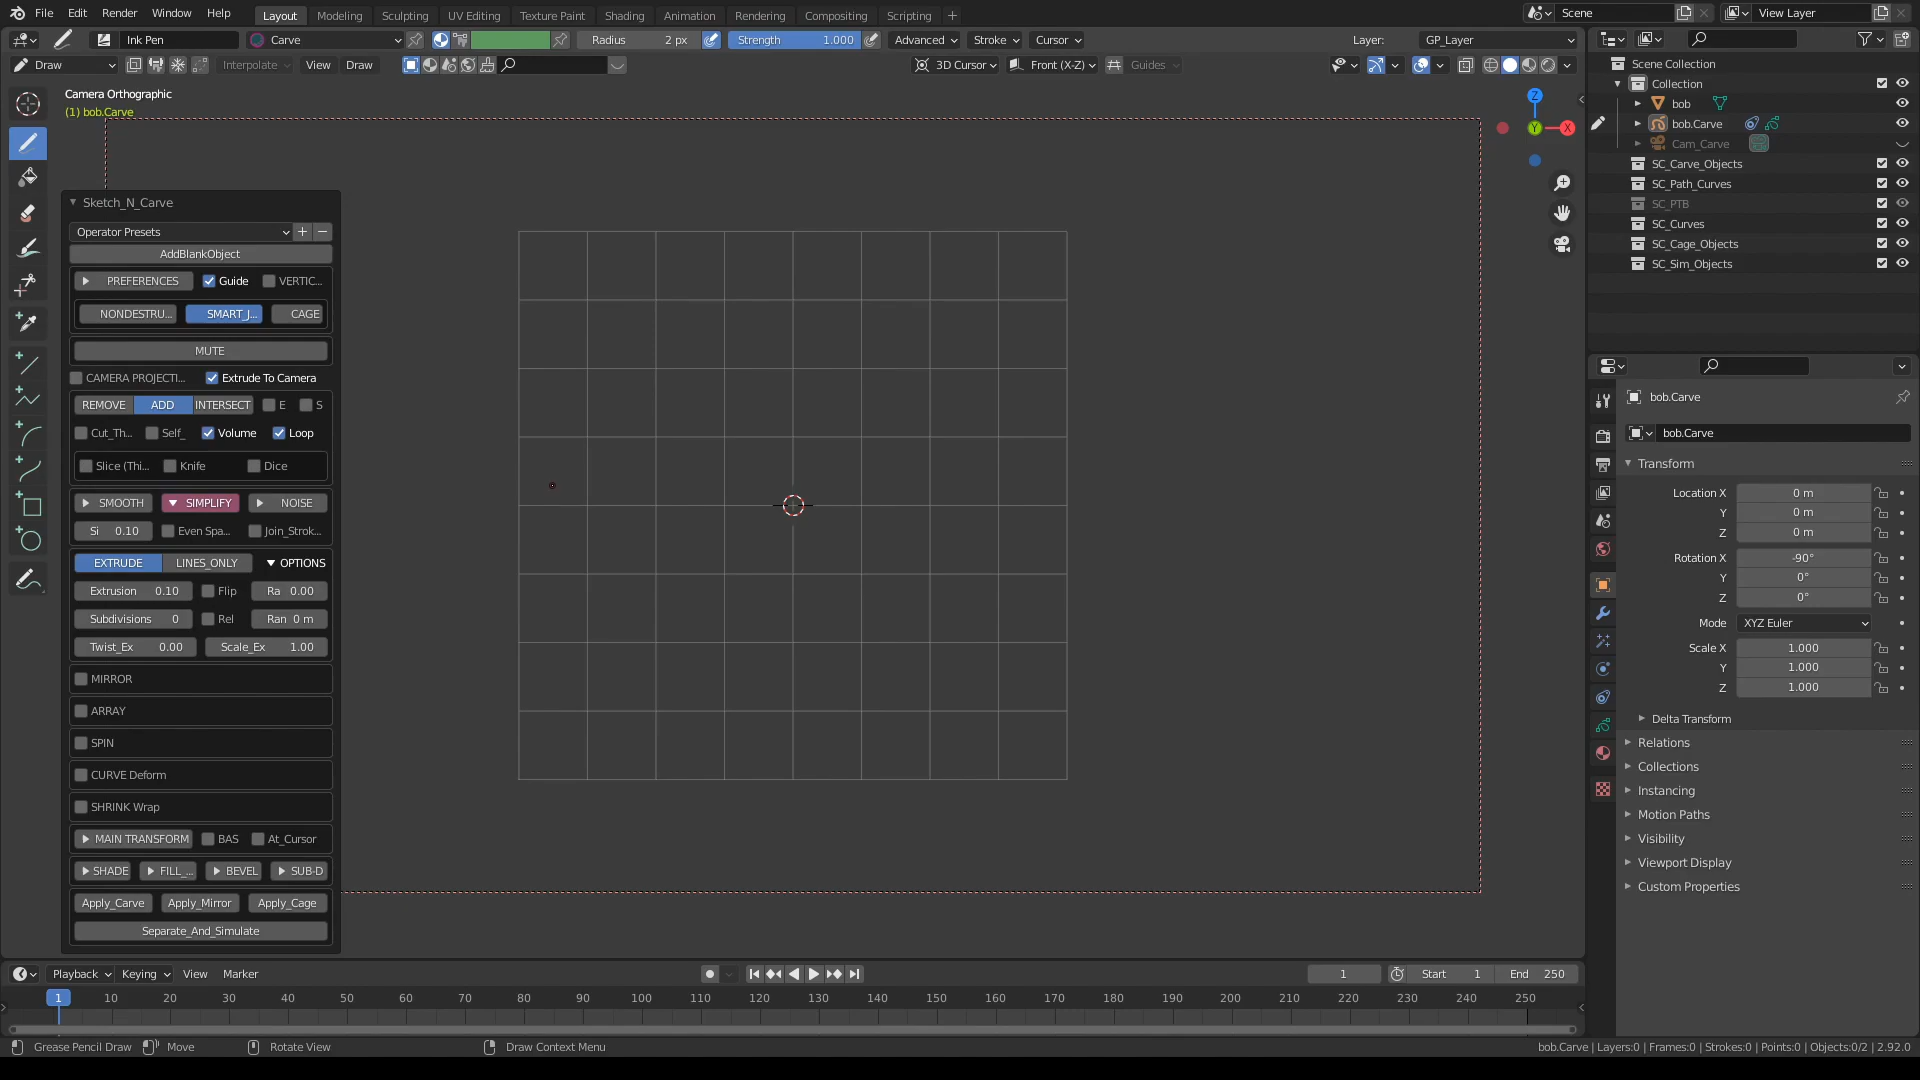 File Edit Render Window Help Layout Modeling Sculpting UV Editing Texture Paint Shading Animation Rendering Compositing Scripting + Scene View Layer
Ink Pen Carve Radius 2 px Strength 1.000 Advanced Stroke Cursor Layer: GP_Layer
Draw Interpolate View Draw 3D Cursor Front (X-Z) Guides
Camera Orthographic
(1) bob.Carve
Z
Y
X
Sketch_N_Carve
Operator Presets + −
AddBlankObject
PREFERENCES Guide VERTIC...
NONDESTRU... SMART_J... CAGE
MUTE
CAMERA PROJECTI... Extrude To Camera
REMOVE ADD INTERSECT E S
Cut_Th... Self_ Volume Loop
Slice (Thi... Knife Dice
SMOOTH SIMPLIFY NOISE
Si 0.10 Even Spa... Join_Strok...
EXTRUDE LINES_ONLY OPTIONS
Extrusion 0.10 Flip Ra 0.00
Subdivisions 0 Rel Ran 0 m
Twist_Ex 0.00 Scale_Ex 1.00
MIRROR
ARRAY
SPIN
CURVE Deform
SHRINK Wrap
MAIN TRANSFORM BAS At_Cursor
SHADE FILL_... BEVEL SUB-D
Apply_Carve Apply_Mirror Apply_Cage
Separate_And_Simulate
Scene Collection
Collection
bob
bob.Carve
Cam_Carve
SC_Carve_Objects
SC_Path_Curves
SC_PTB
SC_Curves
SC_Cage_Objects
SC_Sim_Objects
bob.Carve
bob.Carve
Transform
Location X 0 m
Y 0 m
Z 0 m
Rotation X -90°
Y 0°
Z 0°
Mode XYZ Euler
Scale X 1.000
Y 1.000
Z 1.000
Delta Transform
Relations
Collections
Instancing
Motion Paths
Visibility
Viewport Display
Custom Properties
Playback Keying View Marker 1 Start 1 End 250
1 10 20 30 40 50 60 70 80 90 100 110 120 130 140 150 160 170 180 190 200 210 220 230 240 250
Grease Pencil Draw Move Rotate View Draw Context Menu bob.Carve | Layers:0 | Frames:0 | Strokes:0 | Points:0 | Objects:0/2 | 2.92.0